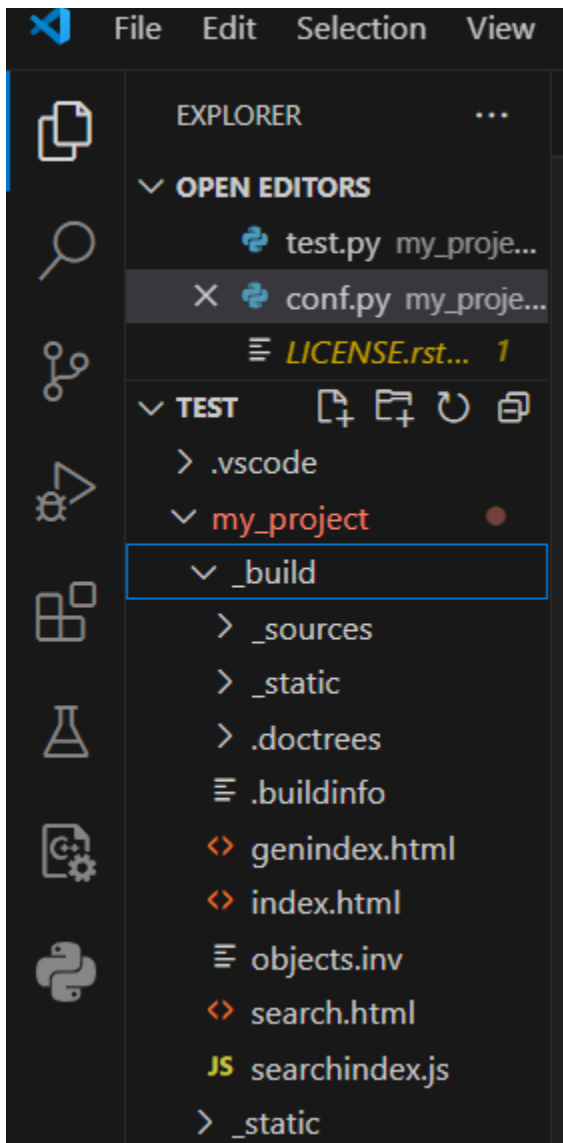 File Edit Selection View
EXPLORER ...
OPEN EDITORS
test.py my_proje...
conf.py my_proje...
LICENSE.rst... 1
TEST
.vscode
my_project
_build
_sources
_static
.doctrees
.buildinfo
genindex.html
index.html
objects.inv
search.html
JS searchindex.js
_static